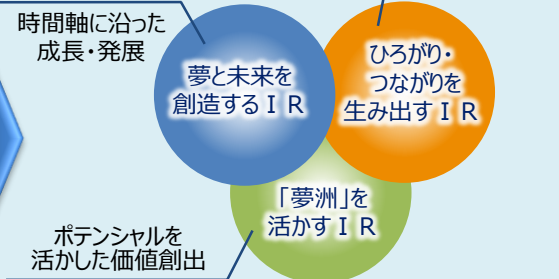 時間軸に沿った
成長・発展
夢と未来を
創造するＩＲ
ひろがり・
つながりを
生み出すＩＲ
「夢洲」を
活かすＩＲ
ポテンシャルを
活かした価値創出